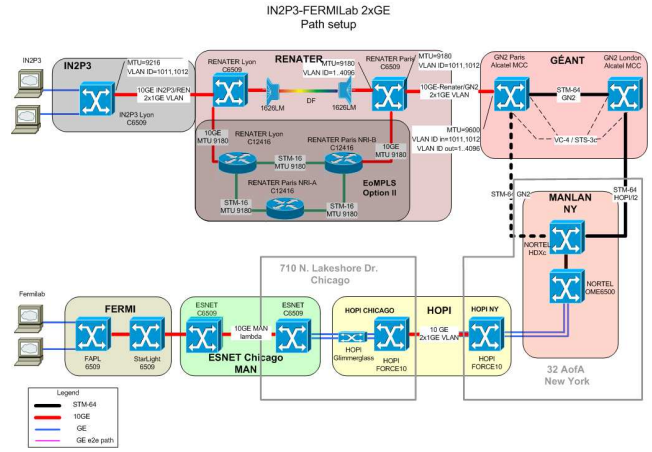 IN2P3-FERMILab 2xGE
Path setup
IN2P3
IN2P3
MTU=9216
VLAN ID=1011,1012
10GE IN2P3/REN
2x1GE VLAN
IN2P3 Lyon
C6509
RENATER
RENATER Lyon
C6509
MTU=9180
VLAN ID=1..4096
1626LM
DF
1626LM
RENATER Paris
C6509
MTU=9180
VLAN ID=1011,1012
10GE-Renater/GN2
2x1GE VLAN
10GE
MTU 9180
10GE
MTU 9180
RENATER Lyon
C12416
RENATER Paris NRI-B
C12416
STM-16
MTU 9180
RENATER Paris NRI-A
C12416
EoMPLS
Option II
STM-16
MTU 9180
STM-16
MTU 9180
GN2 Paris
Alcatel MCC
GN2 London
Alcatel MCC
GÉANT
STM-64
GN2
MTU=9600
VLAN ID in=1011,1012
VLAN ID out=1..4096
VC-4 / STS-3c
STM-64 GN2
STM-64
HOPI/I2
MANLAN
NY
NORTEL
HDXc
NORTEL
OME6500
710 N. Lakeshore Dr.
Chicago
32 AofA
New York
Fermilab
FERMI
FAPL
6509
StarLight
6509
ESNET
C6509
10GE MAN
lambda
ESNET
C6509
ESNET Chicago
MAN
HOPI CHICAGO
HOPI
HOPI NY
HOPI
Glimmerglass
HOPI
FORCE10
10 GE
2x1GE VLAN
HOPI
FORCE10
Legend
STM-64
10GE
GE
GE e2e path